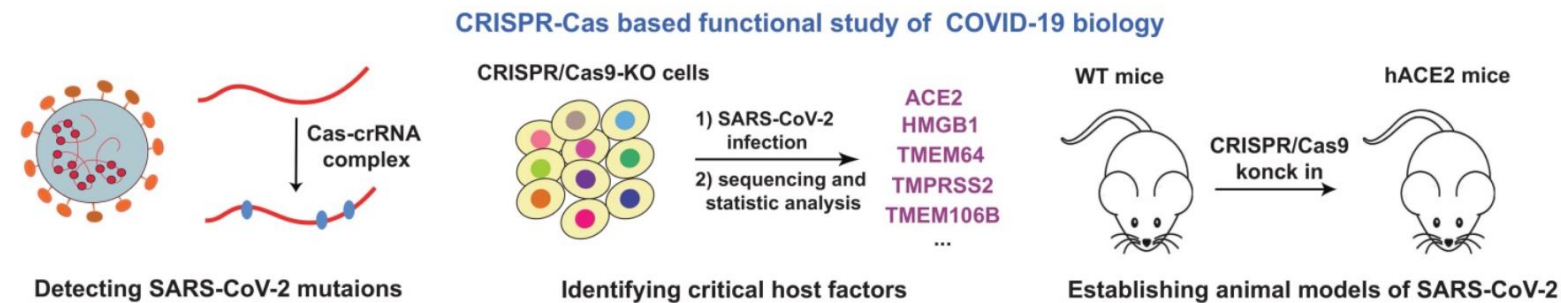 CRISPR-Cas based functional study of COVID-19 biology
Cas-crRNA
complex
Detecting SARS-CoV-2 mutaions
CRISPR/Cas9-KO cells
1) SARS-CoV-2
infection
2) sequencing and
statistic analysis
ACE2
HMGB1
TMEM64
TMPRSS2
TMEM106B
...
Identifying critical host factors
WT mice
CRISPR/Cas9
konck in
hACE2 mice
Establishing animal models of SARS-CoV-2